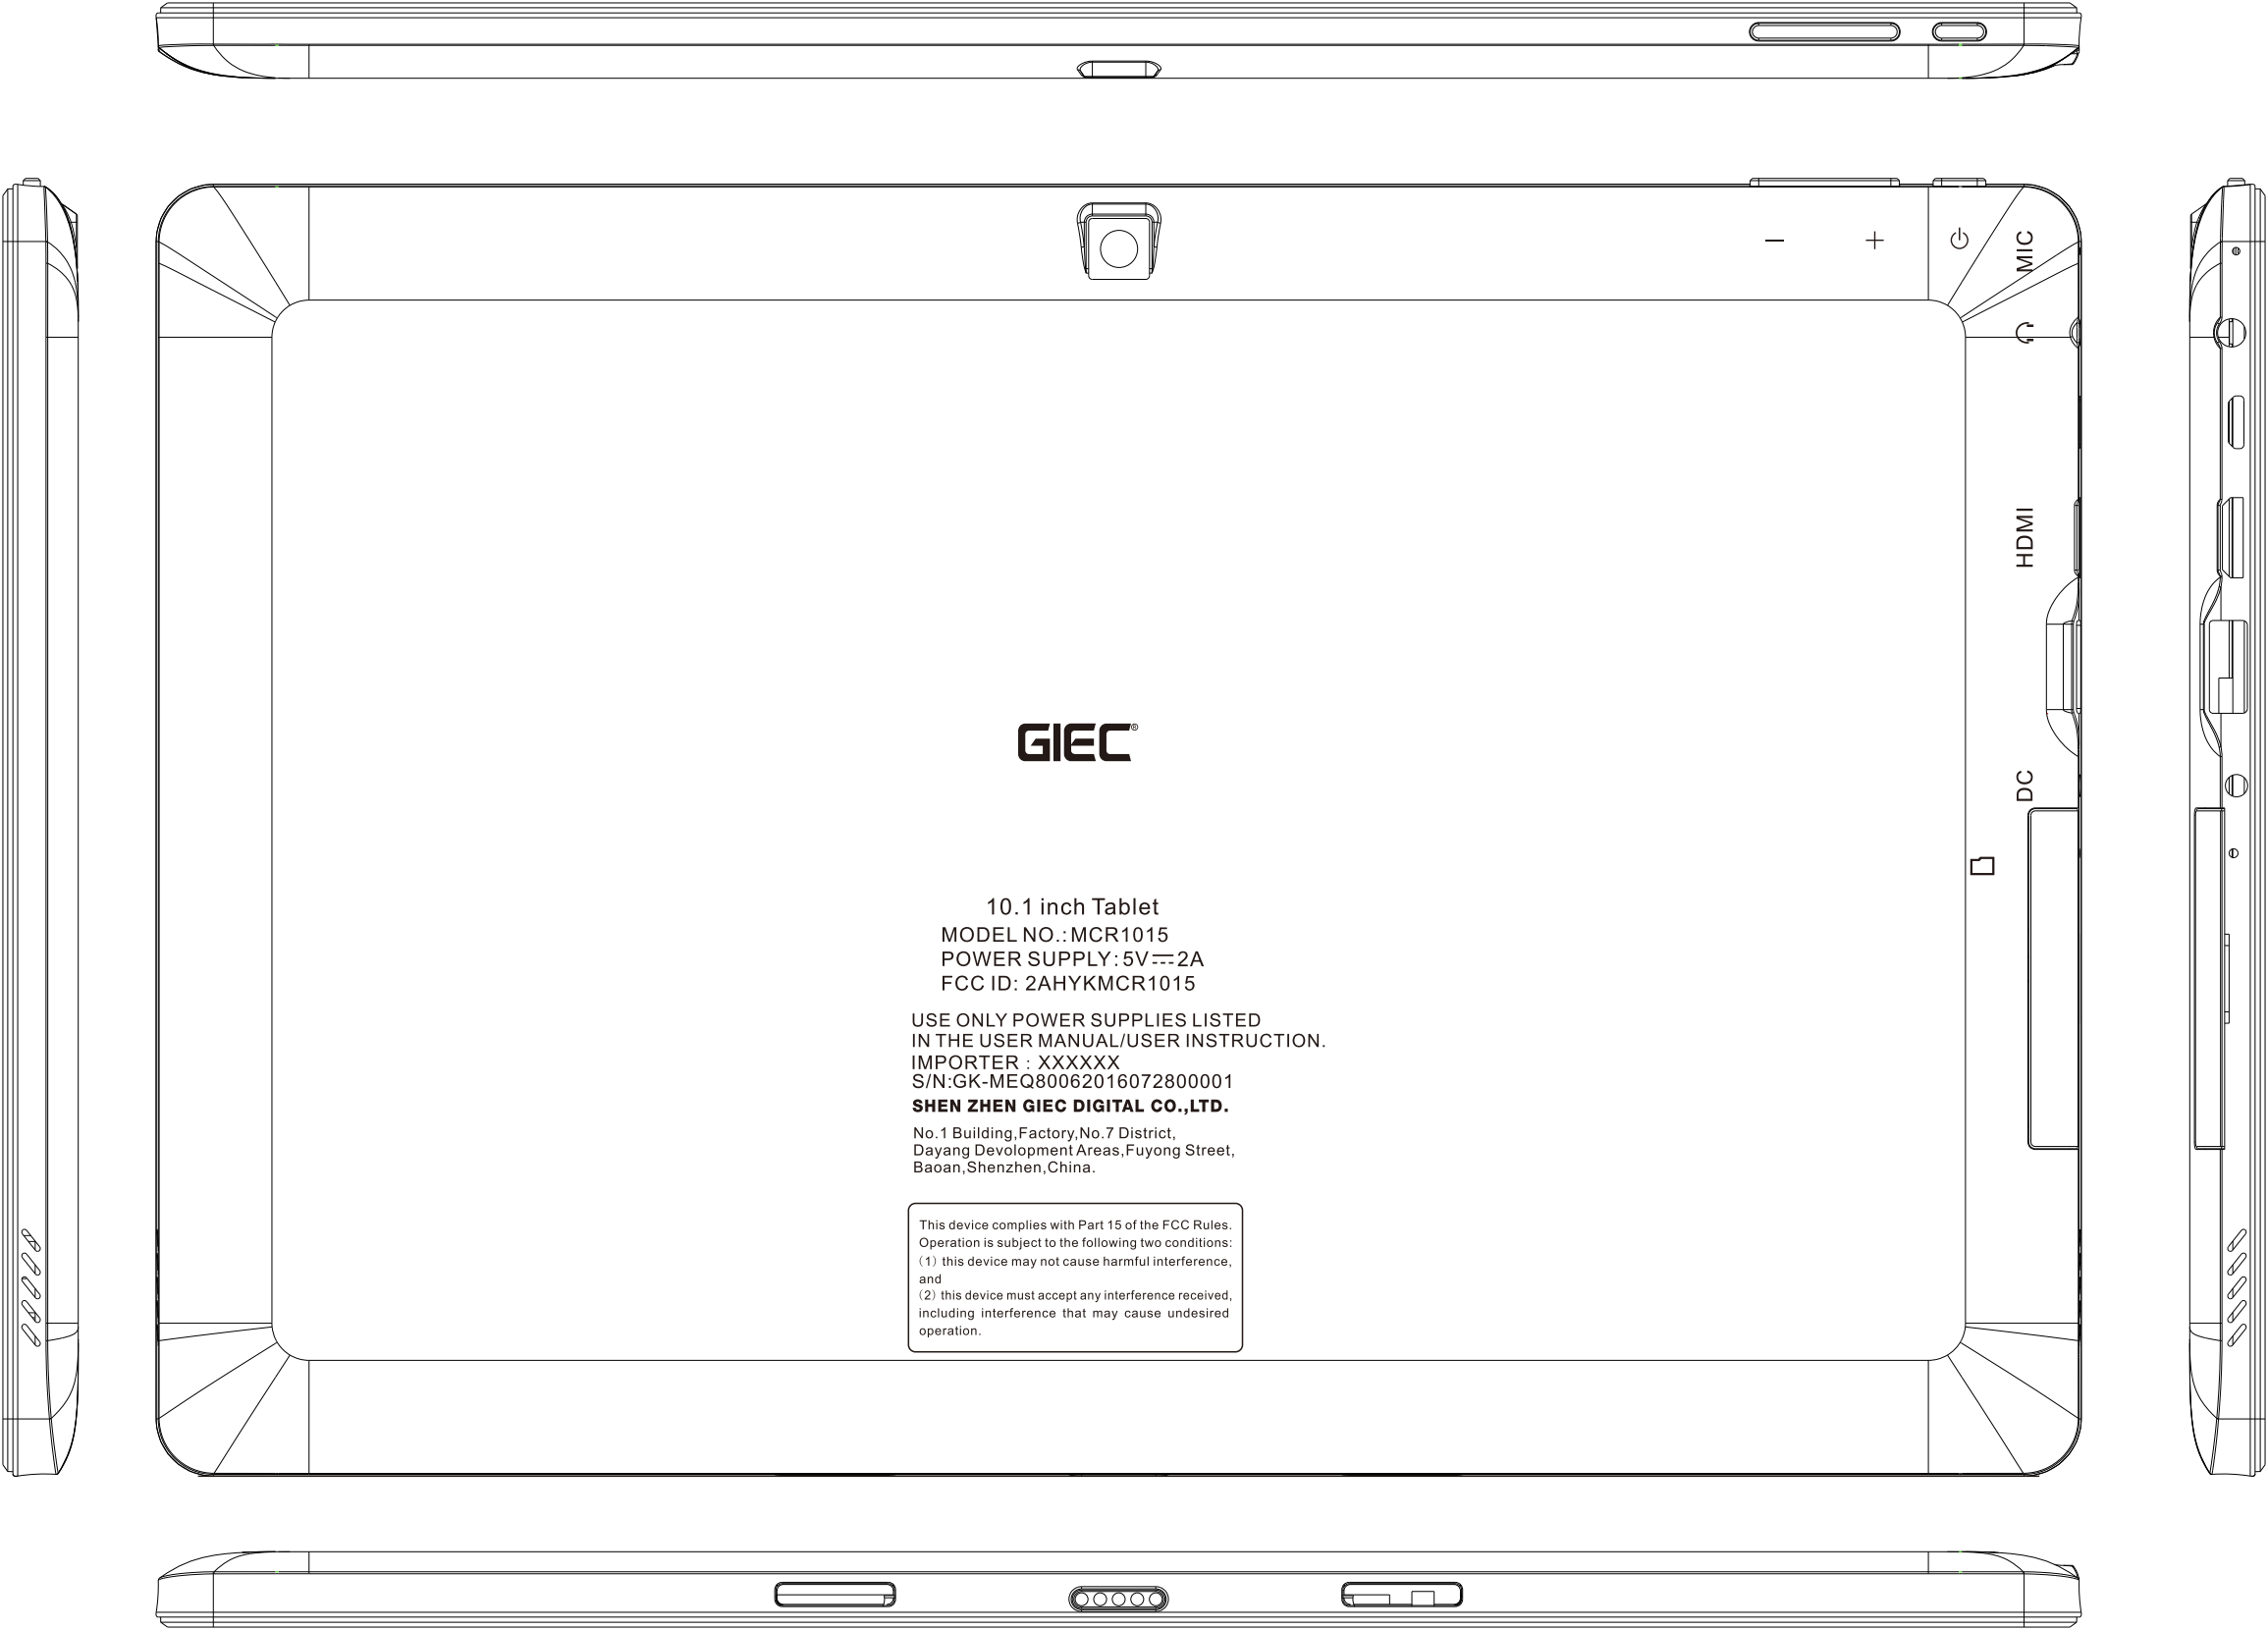 − + MIC
HDMI
GIEC®
DC
10.1 inch Tablet
MODEL NO.: MCR1015
POWER SUPPLY: 5V⎓2A
FCC ID: 2AHYKMCR1015
USE ONLY POWER SUPPLIES LISTED
IN THE USER MANUAL/USER INSTRUCTION.
IMPORTER : XXXXXX
S/N:GK-MEQ80062016072800001
SHEN ZHEN GIEC DIGITAL CO.,LTD.
No.1 Building,Factory,No.7 District,
Dayang Devolopment Areas,Fuyong Street,
Baoan,Shenzhen,China.
This device complies with Part 15 of the FCC Rules.
Operation is subject to the following two conditions:
（1）this device may not cause harmful interference,
and
（2）this device must accept any interference received,
including interference that may cause undesired
operation.